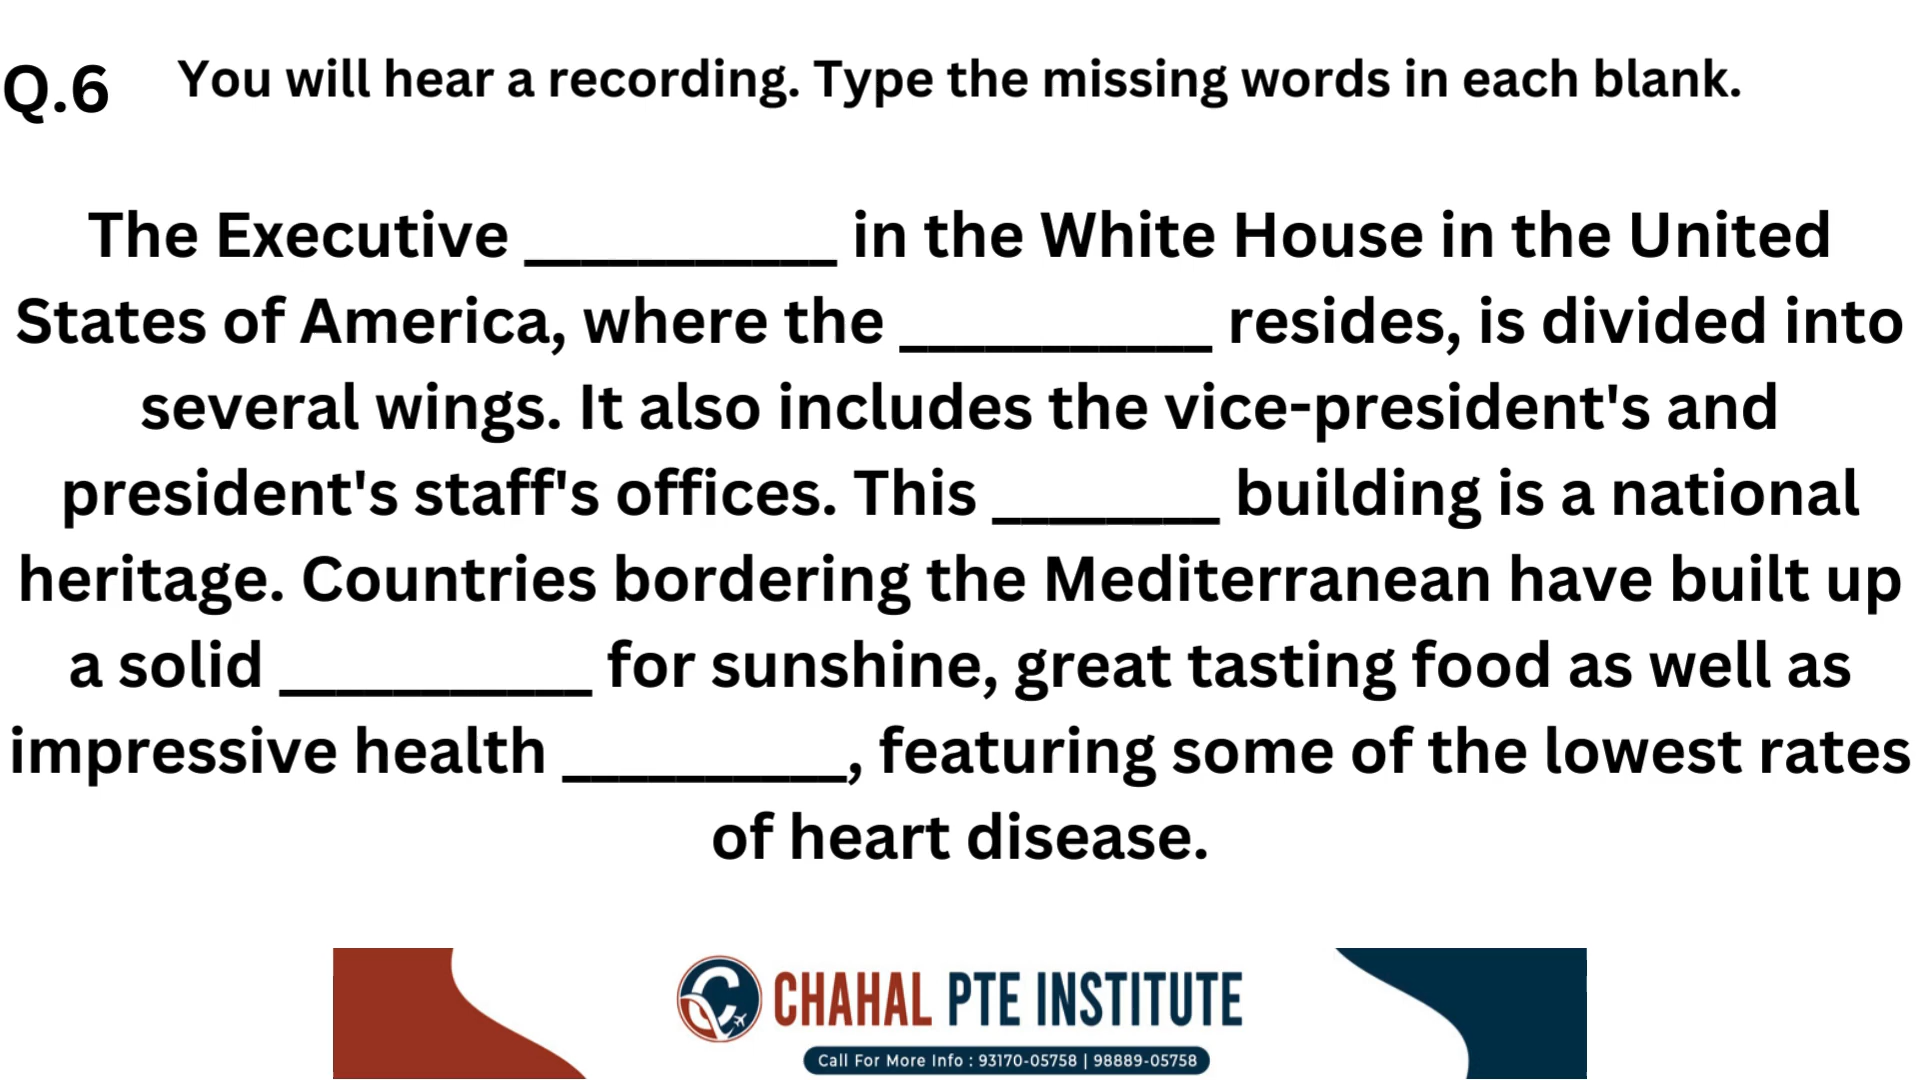 Q.6 You will hear a recording. Type the missing words in each blank.
The Executive ___________ in the White House in the United
States of America, where the ___________ resides, is divided into
several wings. It also includes the vice-president's and
president's staff's offices. This ________ building is a national
heritage. Countries bordering the Mediterranean have built up
a solid ___________ for sunshine, great tasting food as well as
impressive health __________, featuring some of the lowest rates
of heart disease.
CHAHAL PTE INSTITUTE
Call For More Info : 93170-05758 | 98889-05758